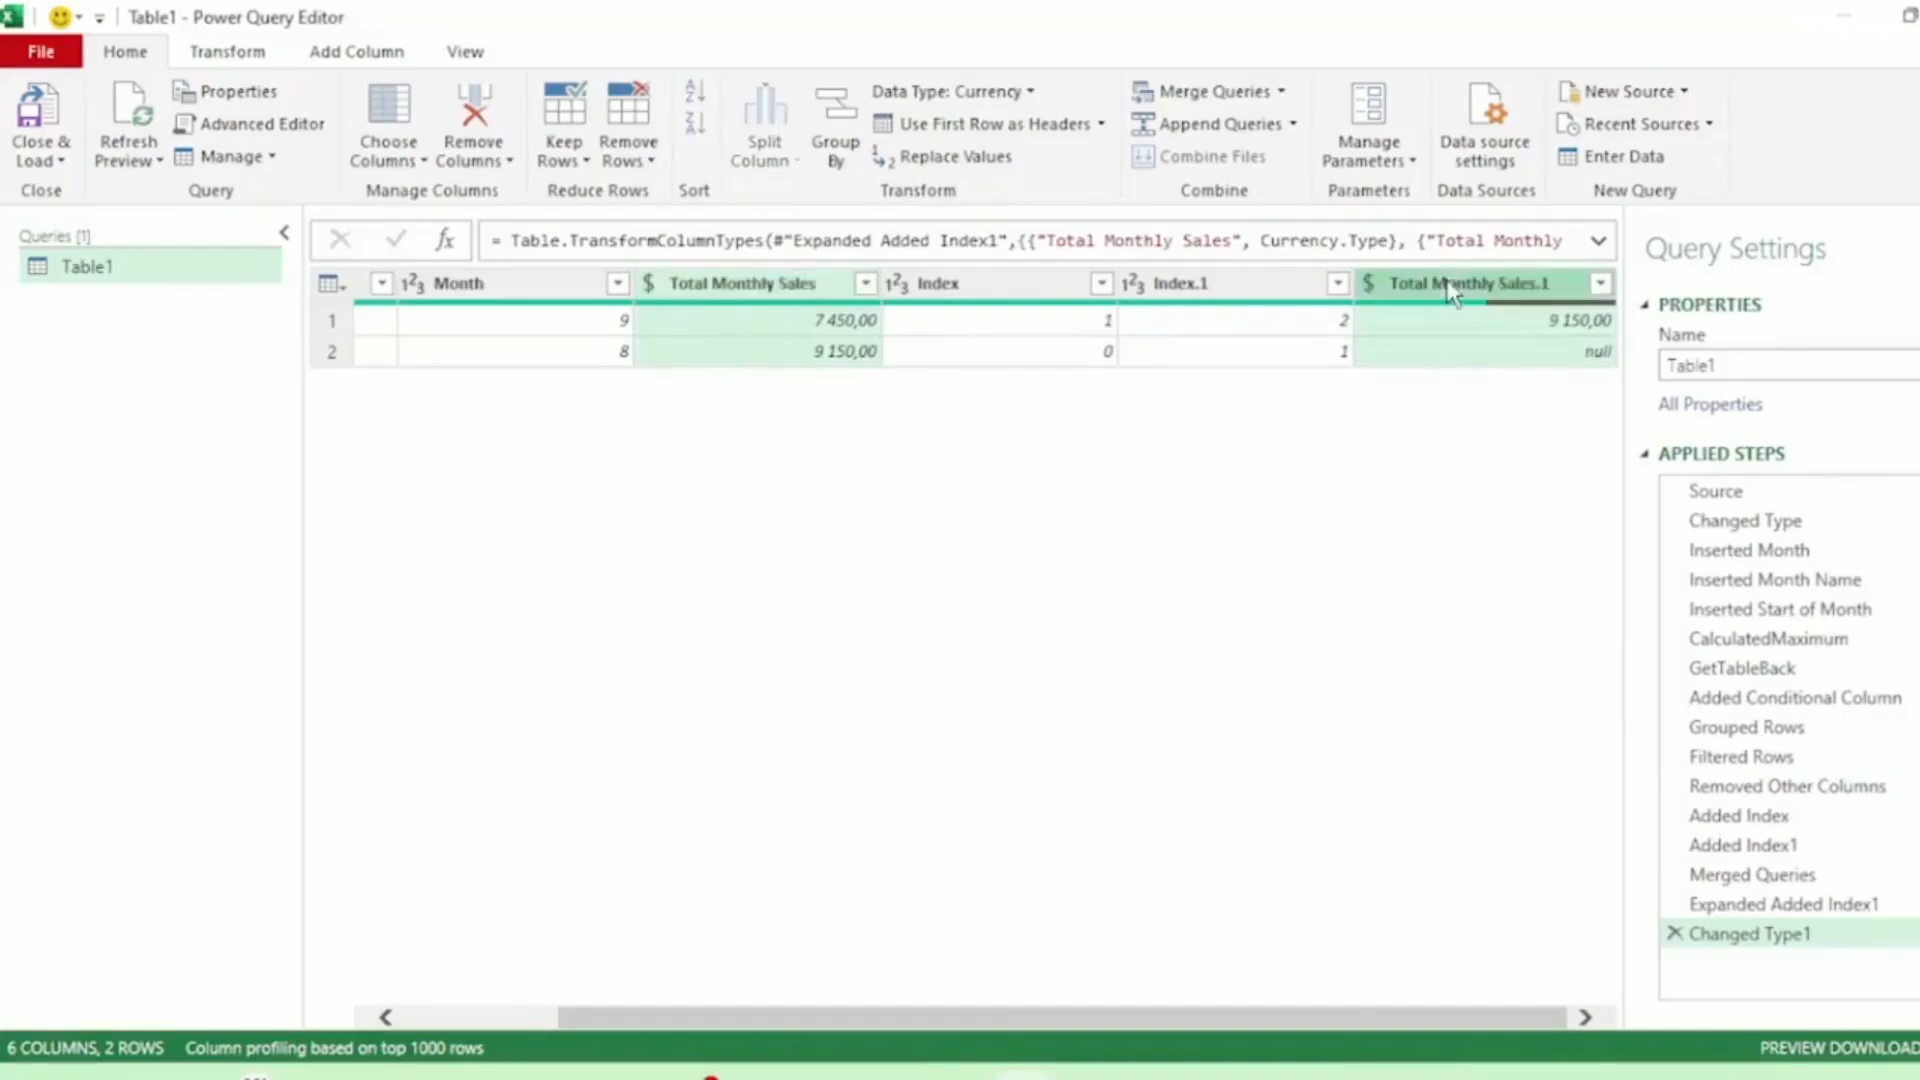 Table1 - Power Query Editor
File Home Transform Add Column View
Close & Load
Close
Refresh Preview
Properties
Advanced Editor
Manage
Query
Choose Columns
Remove Columns
Manage Columns
Keep Rows
Remove Rows
Reduce Rows
Sort
Split Column
Group By
Data Type: Currency
Use First Row as Headers
Replace Values
Transform
Merge Queries
Append Queries
Combine Files
Combine
Manage Parameters
Parameters
Data source settings
Data Sources
New Source
Recent Sources
Enter Data
New Query
Queries [1]
Table1
fx = Table.TransformColumnTypes(#"Expanded Added Index1",{{"Total Monthly Sales", Currency.Type}, {"Total Monthly
123 Month $ Total Monthly Sales 123 Index 123 Index.1 $ Total Monthly Sales.1
1 9 7 450,00 1 2 9 150,00
2 8 9 150,00 0 1 null
Query Settings
PROPERTIES
Name
Table1
All Properties
APPLIED STEPS
Source
Changed Type
Inserted Month
Inserted Month Name
Inserted Start of Month
CalculatedMaximum
GetTableBack
Added Conditional Column
Grouped Rows
Filtered Rows
Removed Other Columns
Added Index
Added Index1
Merged Queries
Expanded Added Index1
Changed Type1
6 COLUMNS, 2 ROWS Column profiling based on top 1000 rows PREVIEW DOWNLOAD